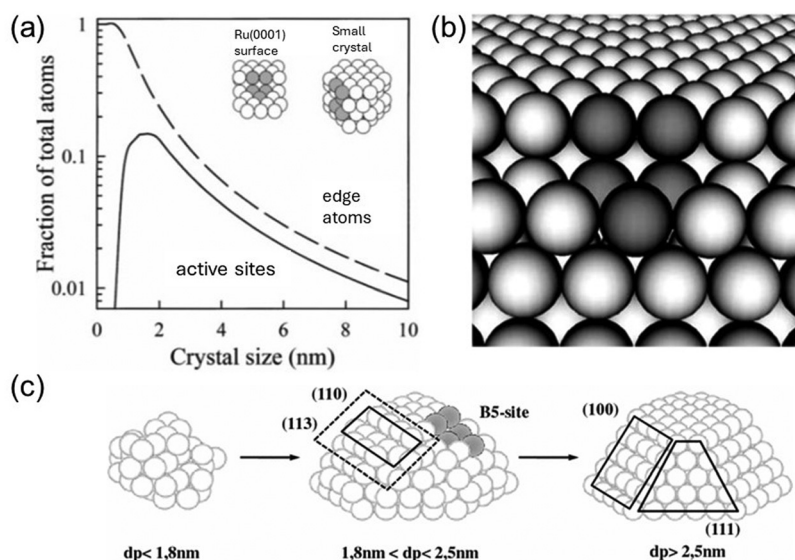 (a)
Fraction of total atoms
1
0.1
0.01
Ru(0001)
surface
Small
crystal
edge
atoms
active sites
0
2
4
6
8
10
Crystal size (nm)
(b)
(c)
(110)
(113)
B5-site
(100)
(111)
dp< 1,8nm
1,8nm < dp< 2,5nm
dp> 2,5nm